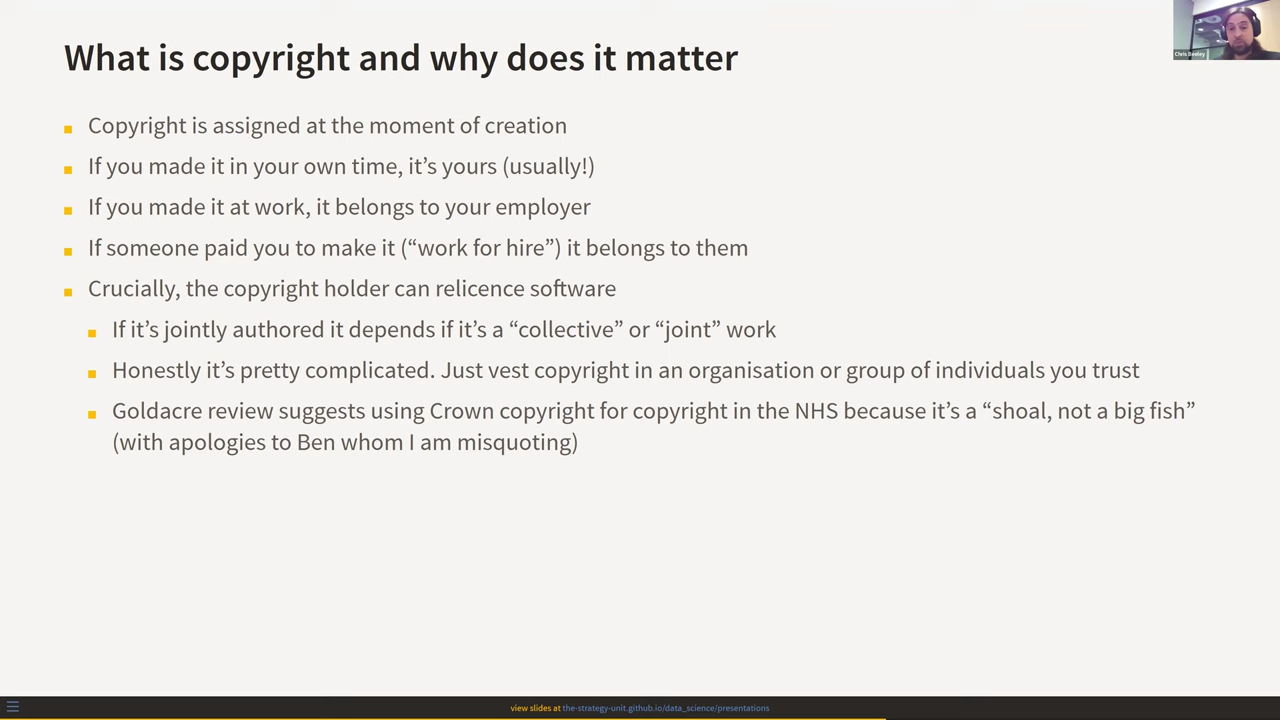 What is copyright and why does it matter
Copyright is assigned at the moment of creation
If you made it in your own time, it’s yours (usually!)
If you made it at work, it belongs to your employer
If someone paid you to make it (“work for hire”) it belongs to them
Crucially, the copyright holder can relicence software
If it’s jointly authored it depends if it’s a “collective” or “joint” work
Honestly it’s pretty complicated. Just vest copyright in an organisation or group of individuals you trust
Goldacre review suggests using Crown copyright for copyright in the NHS because it’s a “shoal, not a big fish”
(with apologies to Ben whom I am misquoting)
Chris Beeley
view slides at the-strategy-unit.github.io/data_science/presentations